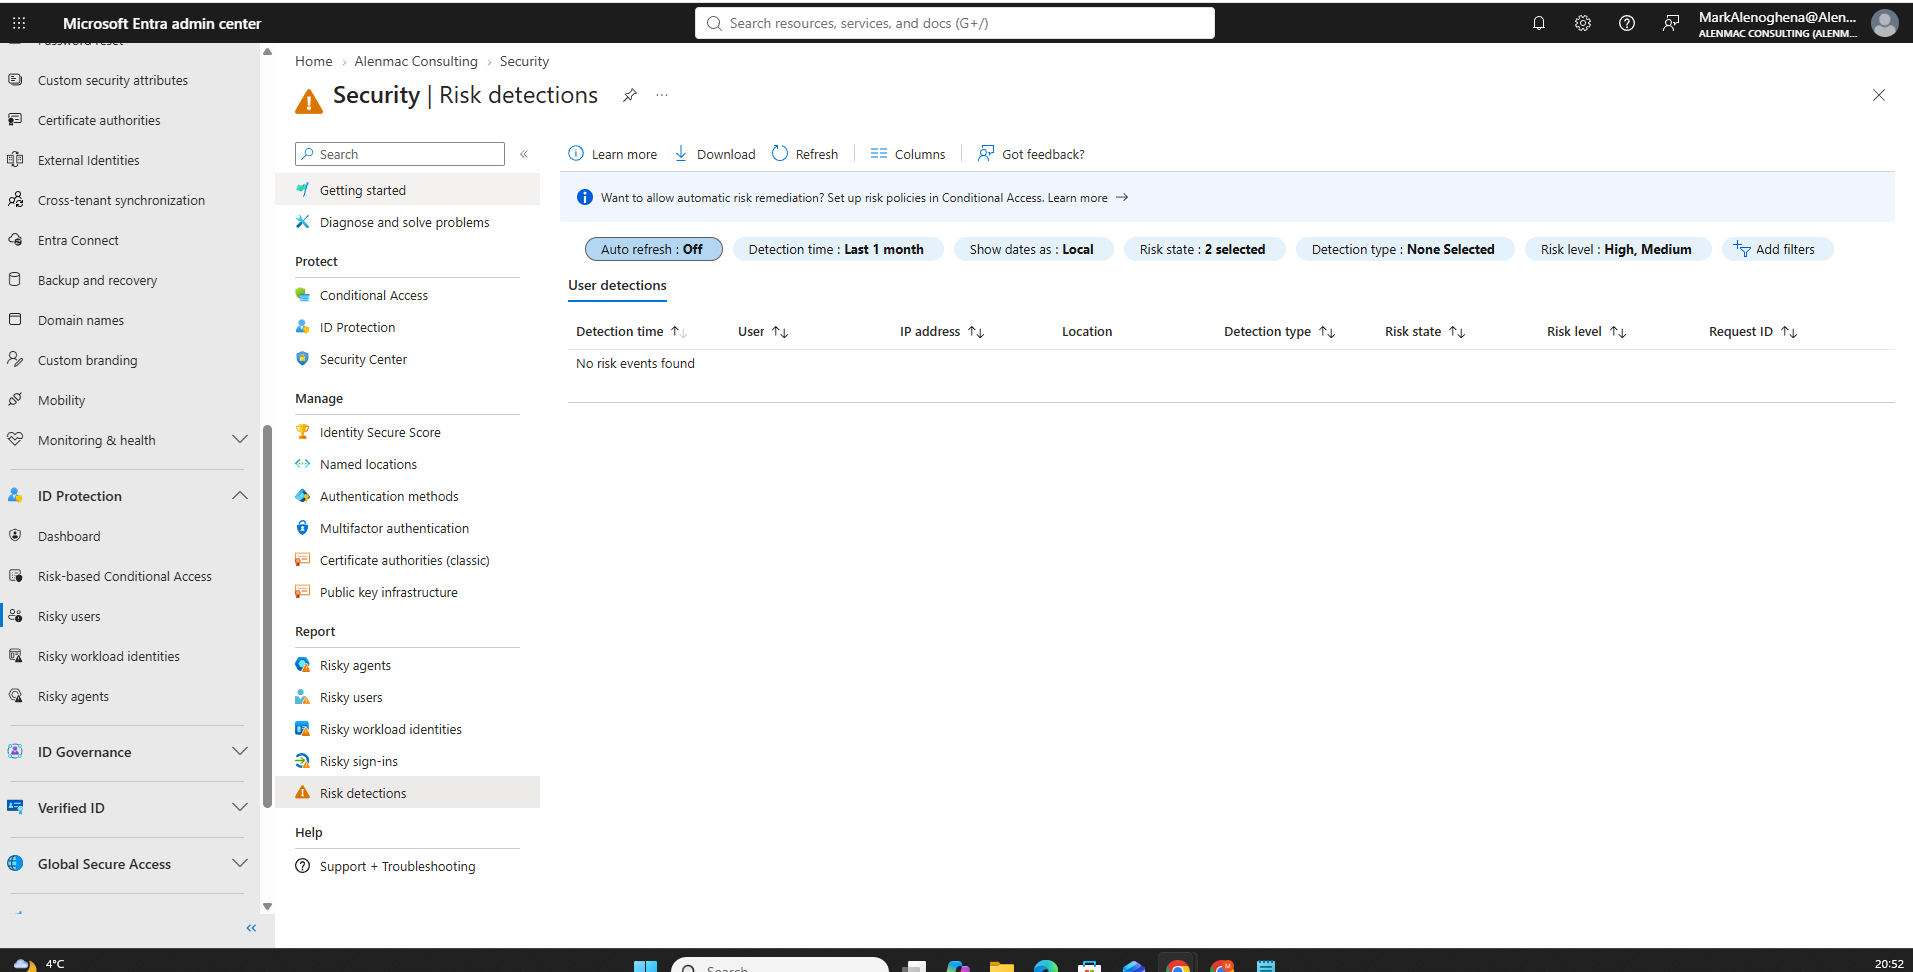 Microsoft Entra admin center
Search resources, services, and docs (G+/)
MarkAlenoghena@Alen...
ALENMAC CONSULTING (ALENM...
Password reset
Custom security attributes
Certificate authorities
External Identities
Cross-tenant synchronization
Entra Connect
Backup and recovery
Domain names
Custom branding
Mobility
Monitoring & health
ID Protection
Dashboard
Risk-based Conditional Access
Risky users
Risky workload identities
Risky agents
ID Governance
Verified ID
Global Secure Access
Home › Alenmac Consulting › Security
Security | Risk detections
Search
Getting started
Diagnose and solve problems
Protect
Conditional Access
ID Protection
Security Center
Manage
Identity Secure Score
Named locations
Authentication methods
Multifactor authentication
Certificate authorities (classic)
Public key infrastructure
Report
Risky agents
Risky users
Risky workload identities
Risky sign-ins
Risk detections
Help
Support + Troubleshooting
Learn more Download Refresh Columns Got feedback?
Want to allow automatic risk remediation? Set up risk policies in Conditional Access. Learn more →
Auto refresh : Off Detection time : Last 1 month Show dates as : Local Risk state : 2 selected Detection type : None Selected Risk level : High, Medium Add filters
User detections
Detection time User IP address Location Detection type Risk state Risk level Request ID
No risk events found
4°C
Search
20:52